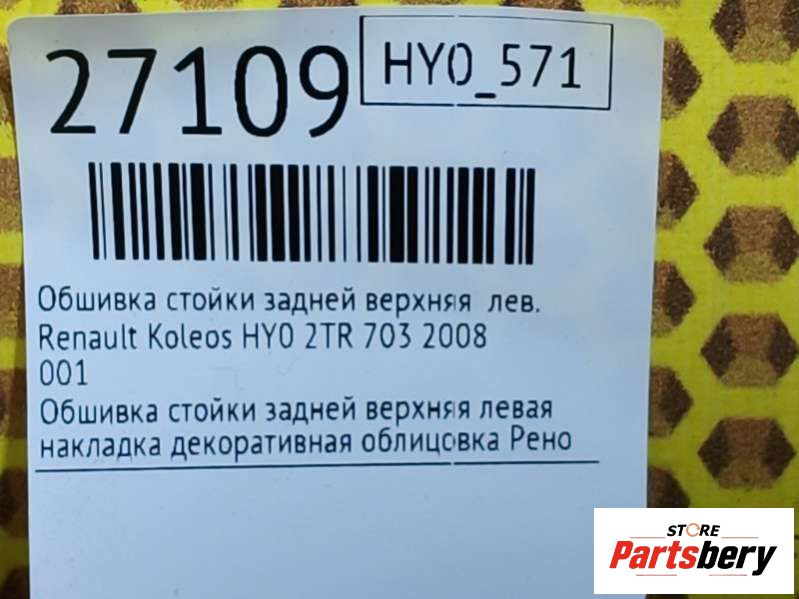 27109
HY0_571
Обшивка стойки задней верхняя лев.
Renault Koleos HY0 2TR 703 2008
001
Обшивка стойки задней верхняя левая
накладка декоративная облицовка Рено
STORE
Partsbery